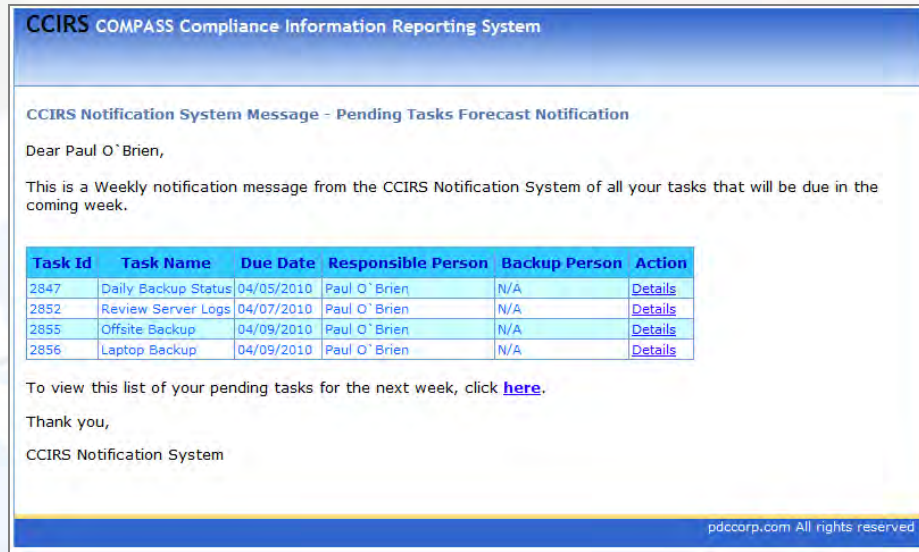 CCIRS COMPASS Compliance Information Reporting System
CCIRS Notification System Message - Pending Tasks Forecast Notification
Dear Paul O`Brien,
This is a Weekly notification message from the CCIRS Notification System of all your tasks that will be due in the
coming week.
Task Id Task Name Due Date Responsible Person Backup Person Action
2847 Daily Backup Status 04/05/2010 Paul O`Brien N/A Details
2852 Review Server Logs 04/07/2010 Paul O`Brien N/A Details
2855 Offsite Backup 04/09/2010 Paul O`Brien N/A Details
2856 Laptop Backup 04/09/2010 Paul O`Brien N/A Details
To view this list of your pending tasks for the next week, click here.
Thank you,
CCIRS Notification System
pdccorp.com All rights reserved